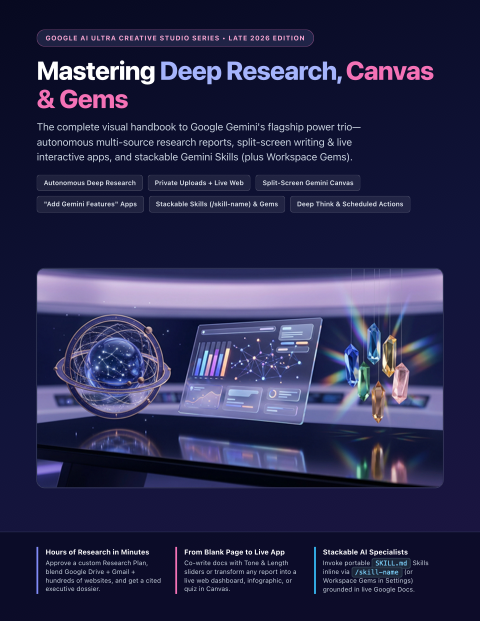 GOOGLE AI ULTRA CREATIVE STUDIO SERIES • LATE 2026 EDITION
Mastering Deep Research, Canvas
& Gems
The complete visual handbook to Google Gemini's flagship power trio—
autonomous multi-source research reports, split-screen writing & live
interactive apps, and stackable Gemini Skills (plus Workspace Gems).
Autonomous Deep Research
Private Uploads + Live Web
Split-Screen Gemini Canvas
"Add Gemini Features" Apps
Stackable Skills (/skill-name) & Gems
Deep Think & Scheduled Actions
Hours of Research in Minutes
Approve a custom Research Plan,
blend Google Drive + Gmail +
hundreds of websites, and get a cited
executive dossier.
From Blank Page to Live App
Co-write docs with Tone & Length
sliders or transform any report into a
live web dashboard, infographic, or
quiz in Canvas.
Stackable AI Specialists
Invoke portable SKILL.md Skills
inline via /skill-name (or
Workspace Gems in Settings)
grounded in live Google Docs.